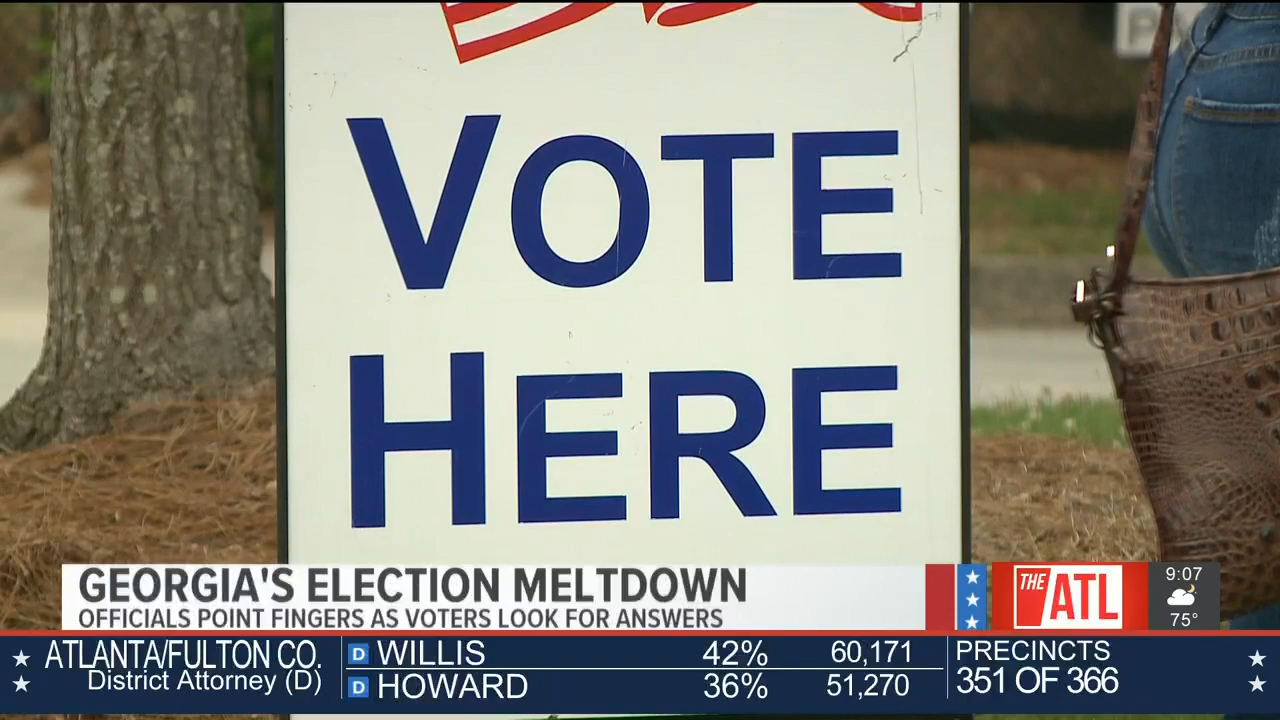 VOTE
HERE
GEORGIA'S ELECTION MELTDOWN
OFFICIALS POINT FINGERS AS VOTERS LOOK FOR ANSWERS
THE ATL
9:07
75°
ATLANTA/FULTON CO.
District Attorney (D)
D WILLIS 42% 60,171
D HOWARD 36% 51,270
PRECINCTS
351 OF 366